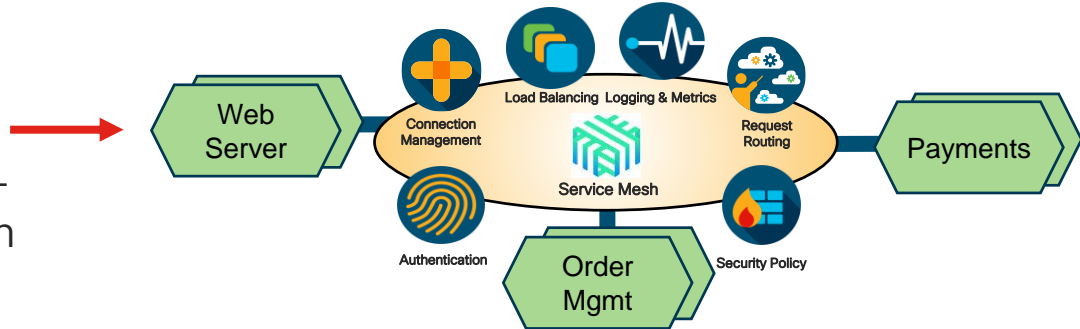 Load Balancing
Logging & Metrics
Connection
Management
Request
Routing
Web
Server
Service Mesh
Payments
Authentication
Security Policy
Order
Mgmt